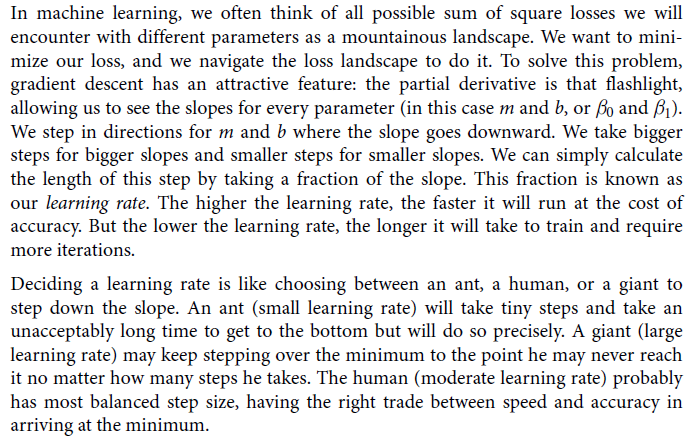 In machine learning, we often think of all possible sum of square losses we will
encounter with different parameters as a mountainous landscape. We want to mini-
mize our loss, and we navigate the loss landscape to do it. To solve this problem,
gradient descent has an attractive feature: the partial derivative is that flashlight,
allowing us to see the slopes for every parameter (in this case m and b, or β₀ and β₁).
We step in directions for m and b where the slope goes downward. We take bigger
steps for bigger slopes and smaller steps for smaller slopes. We can simply calculate
the length of this step by taking a fraction of the slope. This fraction is known as
our learning rate. The higher the learning rate, the faster it will run at the cost of
accuracy. But the lower the learning rate, the longer it will take to train and require
more iterations.
Deciding a learning rate is like choosing between an ant, a human, or a giant to
step down the slope. An ant (small learning rate) will take tiny steps and take an
unacceptably long time to get to the bottom but will do so precisely. A giant (large
learning rate) may keep stepping over the minimum to the point he may never reach
it no matter how many steps he takes. The human (moderate learning rate) probably
has most balanced step size, having the right trade between speed and accuracy in
arriving at the minimum.